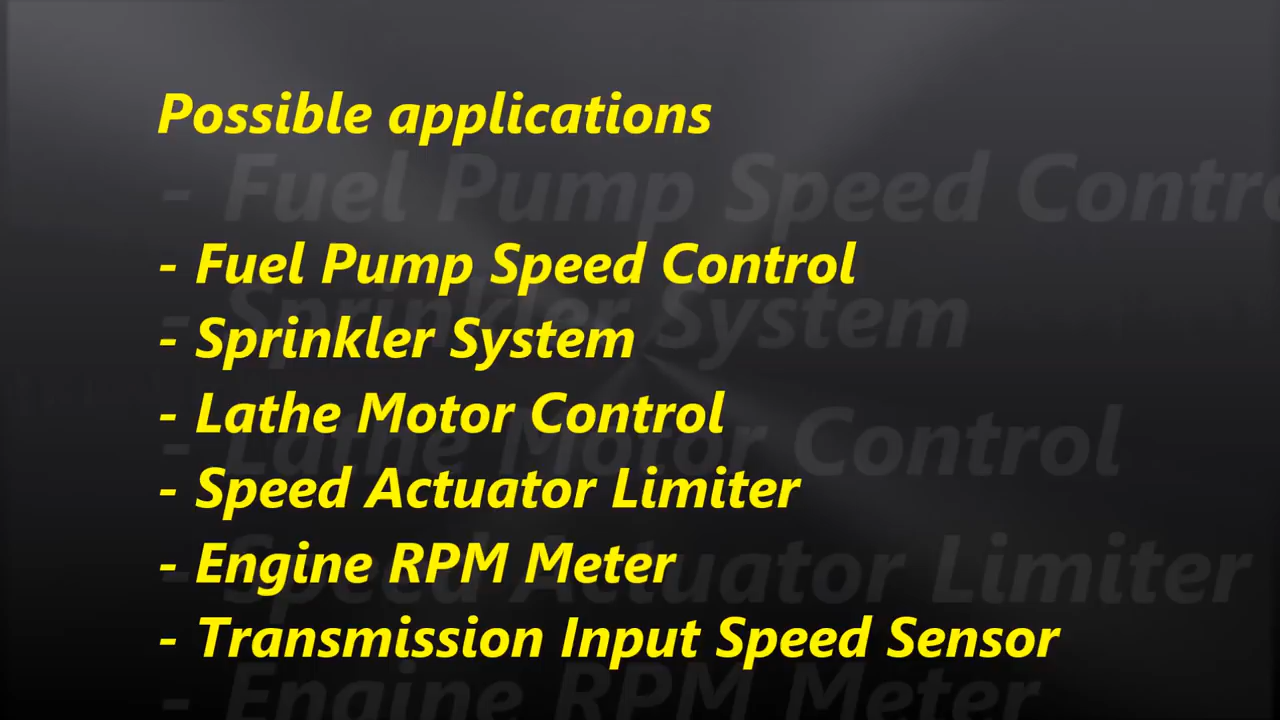 Possible applications
- Fuel Pump Speed Control
- Sprinkler System
- Lathe Motor Control
- Speed Actuator Limiter
- Engine RPM Meter
- Transmission Input Speed Sensor